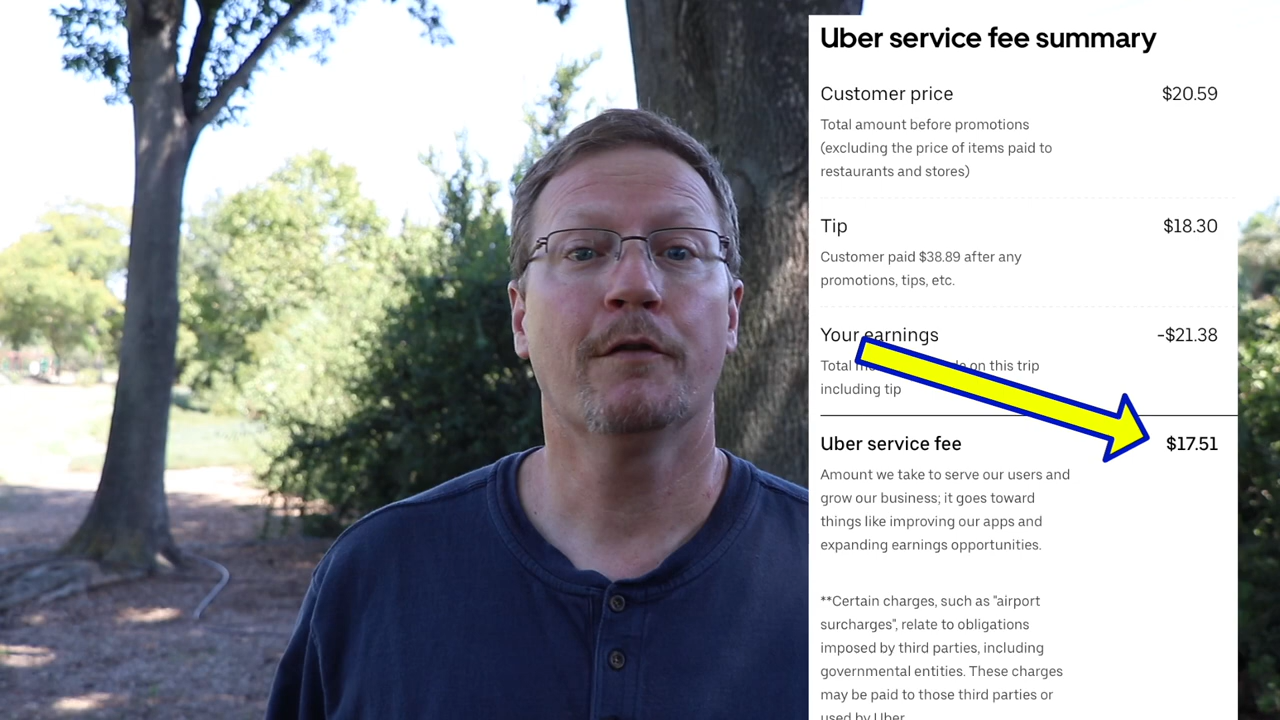 Uber service fee summary
Customer price $20.59
Total amount before promotions
(excluding the price of items paid to
restaurants and stores)
Tip $18.30
Customer paid $38.89 after any
promotions, tips, etc.
Your earnings -$21.38
Total on this trip
including tip
Uber service fee $17.51
Amount we take to serve our users and
grow our business; it goes toward
things like improving our apps and
expanding earnings opportunities.
**Certain charges, such as "airport
surcharges", relate to obligations
imposed by third parties, including
governmental entities. These charges
may be paid to those third parties or
used by Uber